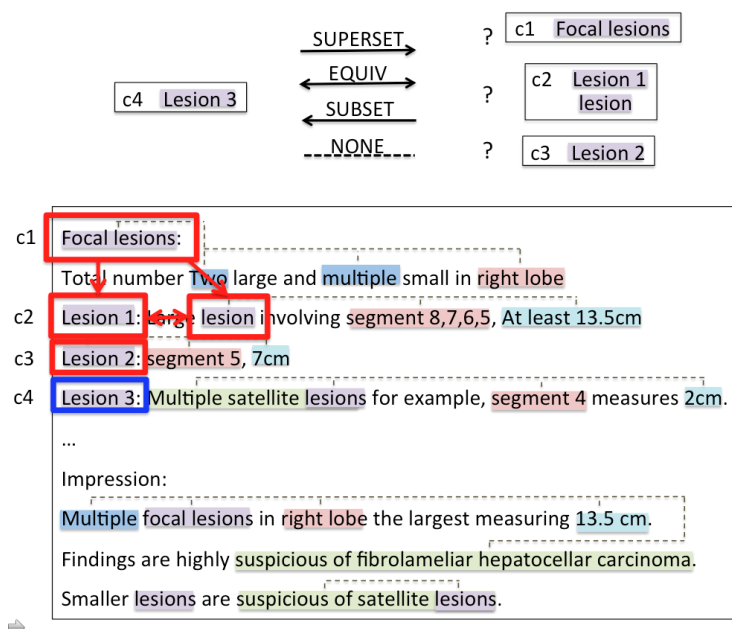 SUPERSET
EQUIV
SUBSET
NONE
c4 Lesion 3
? c1 Focal lesions
? c2 Lesion 1
lesion
? c3 Lesion 2
c1 Focal lesions:
Total number Two large and multiple small in right lobe
c2 Lesion 1: Large lesion involving segment 8,7,6,5, At least 13.5cm
c3 Lesion 2: segment 5, 7cm
c4 Lesion 3: Multiple satellite lesions for example, segment 4 measures 2cm.
...
Impression:
Multiple focal lesions in right lobe the largest measuring 13.5 cm.
Findings are highly suspicious of fibrolameliar hepatocellar carcinoma.
Smaller lesions are suspicious of satellite lesions.